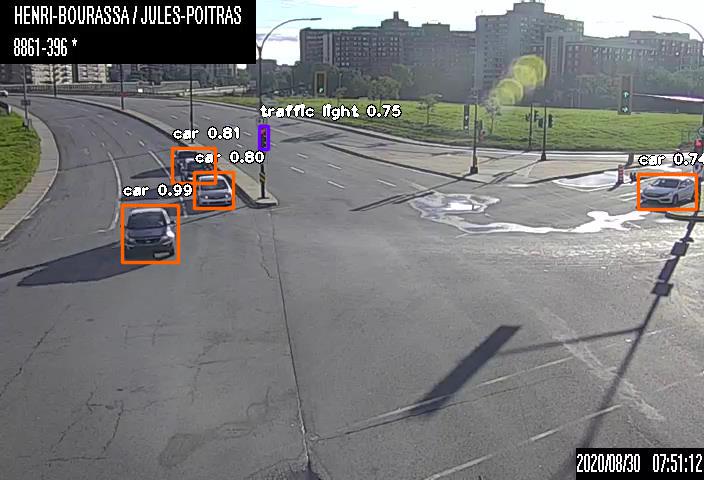 HENRI-BOURASSA / JULES-POITRAS
8861-396 *
traffic light 0.75
car 0.81
car 0.80
car 0.74
car 0.99
2020/08/30 07:51:12